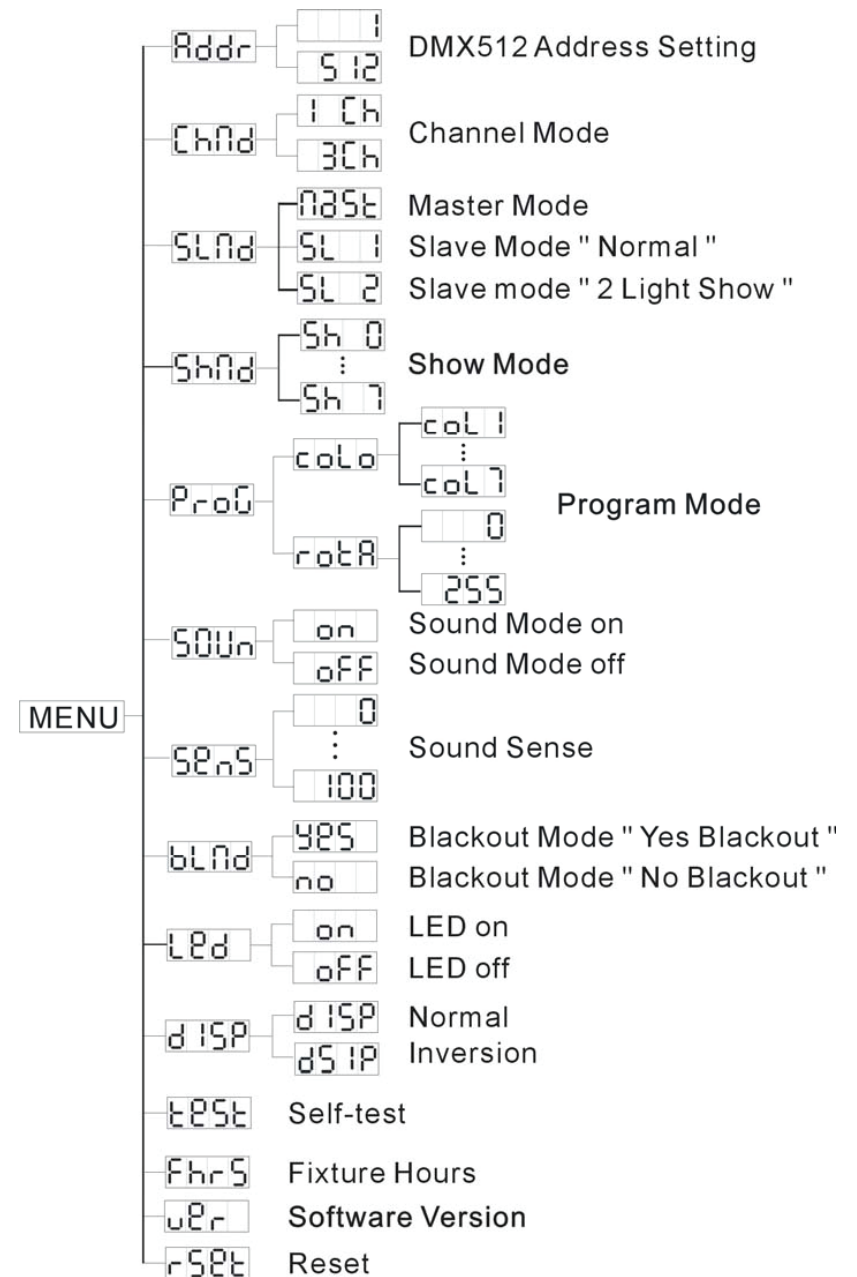 Addr
1
512
DMX512 Address Setting
ChMd
1 Ch
3Ch
Channel Mode
SLMd
MaSt
Master Mode
SL 1
Slave Mode " Normal "
SL 2
Slave mode " 2 Light Show "
ShMd
Sh 0
⋮
Sh 7
Show Mode
ProG
coLo
coL1
⋮
coL7
rotA
0
⋮
255
Program Mode
SOUn
on
Sound Mode on
oFF
Sound Mode off
MENU
SenS
0
⋮
100
Sound Sense
bLMd
yes
Blackout Mode " Yes Blackout "
no
Blackout Mode " No Blackout "
Led
on
LED on
oFF
LED off
dISP
dISP
Normal
dSIP
Inversion
teSt
Self-test
FhrS
Fixture Hours
ver
Software Version
rSet
Reset